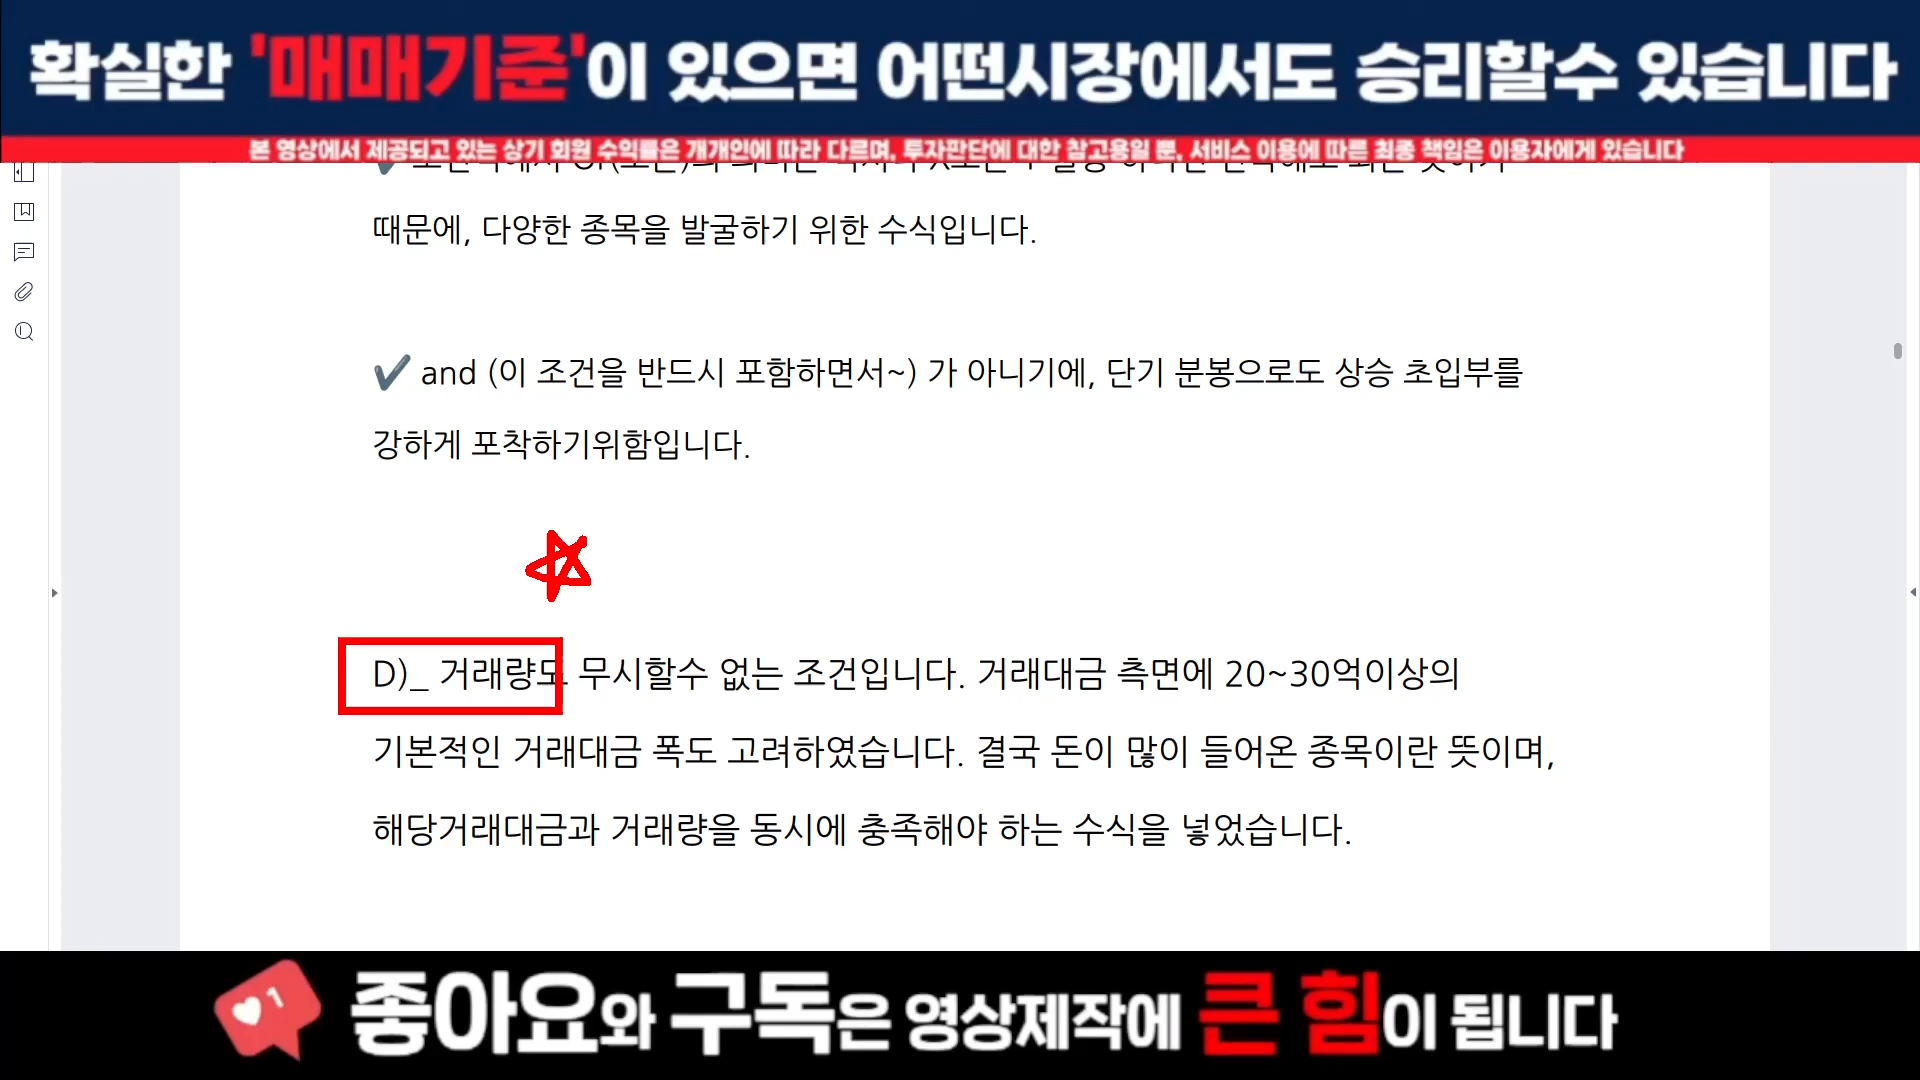 확실한 '매매기준'이 있으면 어떤시장에서도 승리할수 있습니다
본 영상에서 제공되고 있는 상기 회원 수익률은 개개인에 따라 다르며, 투자판단에 대한 참고용일 뿐, 서비스 이용에 따른 최종 책임은 이용자에게 있습니다
때문에, 다양한 종목을 발굴하기 위한 수식입니다.
✔ and (이 조건을 반드시 포함하면서~) 가 아니기에, 단기 분봉으로도 상승 초입부를
강하게 포착하기위함입니다.
D)_ 거래량도 무시할수 없는 조건입니다. 거래대금 측면에 20~30억이상의
기본적인 거래대금 폭도 고려하였습니다. 결국 돈이 많이 들어온 종목이란 뜻이며,
해당거래대금과 거래량을 동시에 충족해야 하는 수식을 넣었습니다.
1
좋아요와 구독은 영상제작에 큰 힘이 됩니다